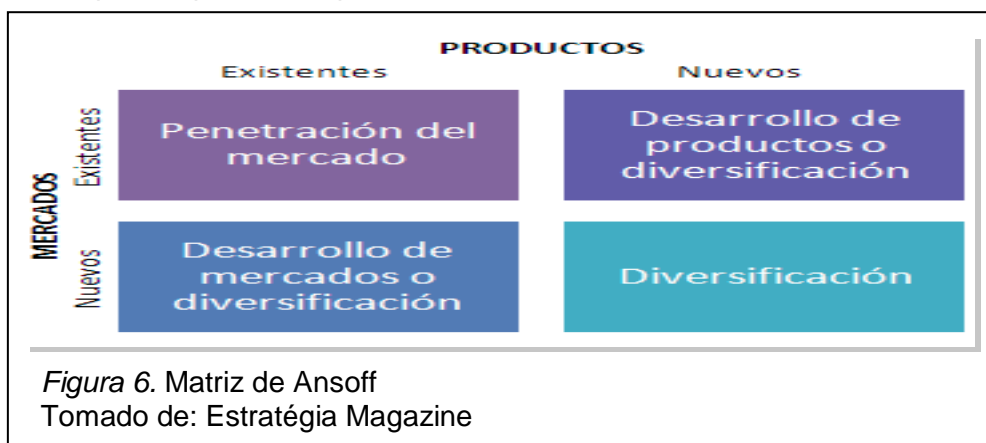 PRODUCTOS
Existentes
Nuevos
MERCADOS
Existentes
Penetración del
mercado
Desarrollo de
productos o
diversificación
Nuevos
Desarrollo de
mercados o
diversificación
Diversificación
Figura 6. Matriz de Ansoff
Tomado de: Estratégia Magazine